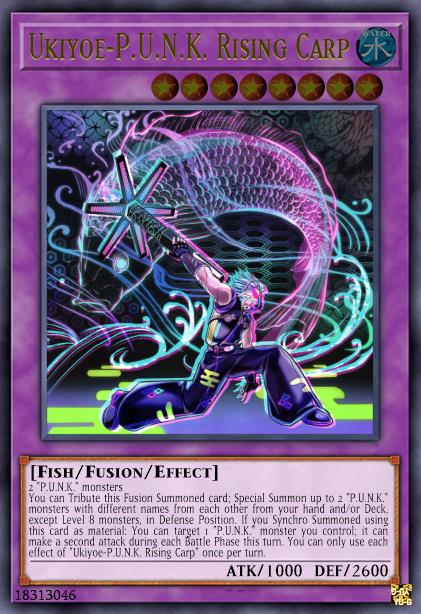 UKIYOE-P.U.N.K. RISING CARP
WATER
水
[FISH/FUSION/EFFECT]
2 "P.U.N.K." monsters
You can Tribute this Fusion Summoned card; Special Summon up to 2 "P.U.N.K."
monsters with different names from each other from your hand and/or Deck,
except Level 8 monsters, in Defense Position. If you Synchro Summoned using
this card as material: You can target 1 "P.U.N.K." monster you control; it can
make a second attack during each Battle Phase this turn. You can only use each
effect of "Ukiyoe-P.U.N.K. Rising Carp" once per turn.
ATK/1000 DEF/2600
18313046